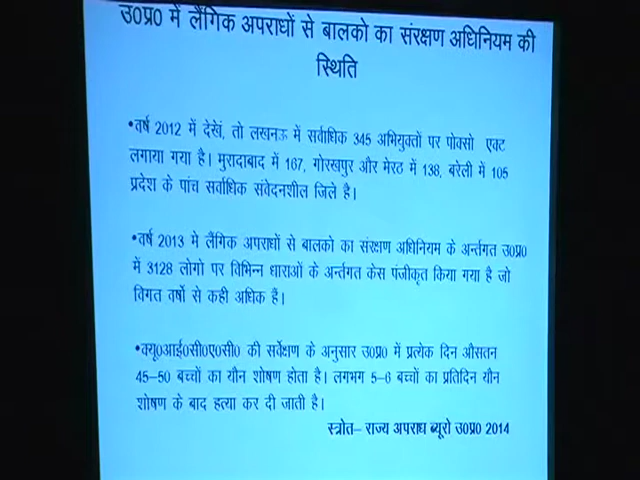 उ0प्र0 में लैंगिक अपराधों से बालको का संरक्षण अधिनियम की
स्थिति
•वर्ष 2012 में देखें, तो लखनऊ में सर्वाधिक 345 अभियुक्तों पर पोक्सो एक्ट
लगाया गया है। मुरादाबाद में 167, गोरखपुर और मेरठ में 138, बरेली में 105
प्रदेश के पांच सर्वाधिक संवेदनशील जिले है।
•वर्ष 2013 मे लैंगिक अपराधों से बालको का संरक्षण अधिनियम के अर्न्तगत उ0प्र0
में 3128 लोगो पर विभिन्न धाराओं के अर्न्तगत केस पंजीकृत किया गया है जो
विगत वर्षो से कही अधिक हैं।
•क्यू0आई0सी0ए0सी0 की सर्वेक्षण के अनुसार उ0प्र0 में प्रत्येक दिन औसतन
45–50 बच्चों का यौन शोषण होता है। लगभग 5–6 बच्चों का प्रतिदिन यौन
शोषण के बाद हत्या कर दी जाती है।
स्त्रोत– राज्य अपराध ब्यूरो उ0प्र0 2014